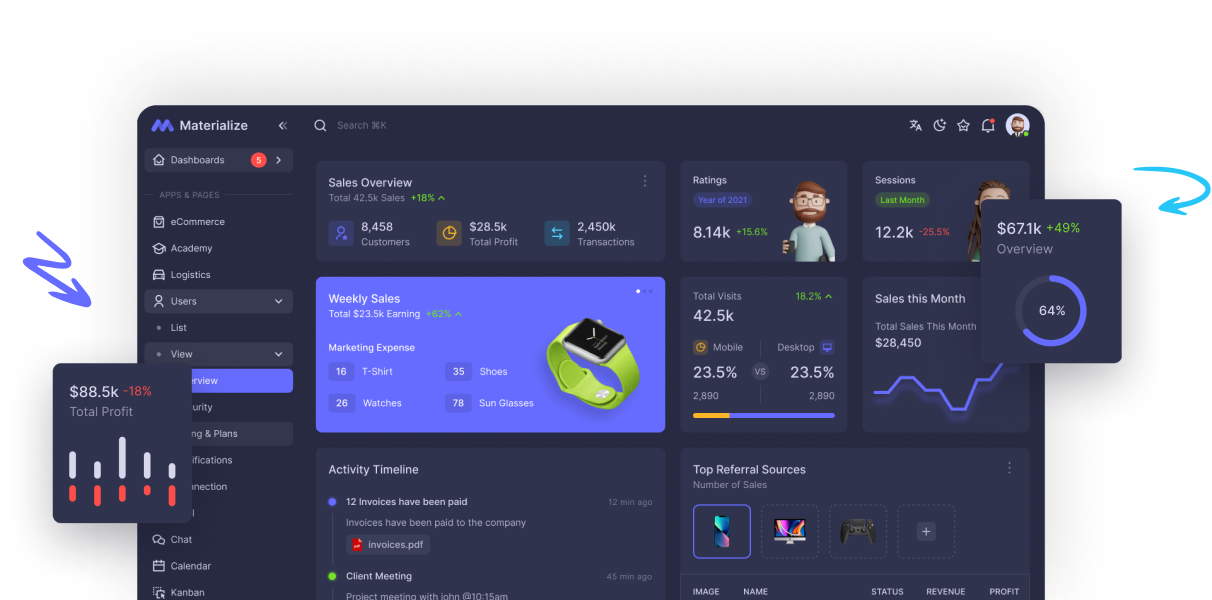 Materialize
Search ⌘K
Dashboards 5
APPS & PAGES
eCommerce
Academy
Logistics
Users
List
View
Chat
Calendar
Kanban
$88.5k -18%
Total Profit
Sales Overview
Total 42.5k Sales +18%
8,458
Customers
$28.5k
Total Profit
2,450k
Transactions
Ratings
Year of 2021
8.14k +15.6%
Sessions
Last Month
12.2k -25.5%
$67.1k +49%
Overview
64%
Weekly Sales
Total $23.5k Earning +62%
Marketing Expense
16 T-Shirt
35 Shoes
26 Watches
78 Sun Glasses
Total Visits 18.2%
42.5k
Mobile Desktop
23.5% VS 23.5%
2,890 2,890
Sales this Month
Total Sales This Month
$28,450
Activity Timeline
12 Invoices have been paid 12 min ago
Invoices have been paid to the company
invoices.pdf
Client Meeting 45 min ago
Project meeting with john @10:15am
Top Referral Sources
Number of Sales
IMAGE NAME STATUS REVENUE PROFIT